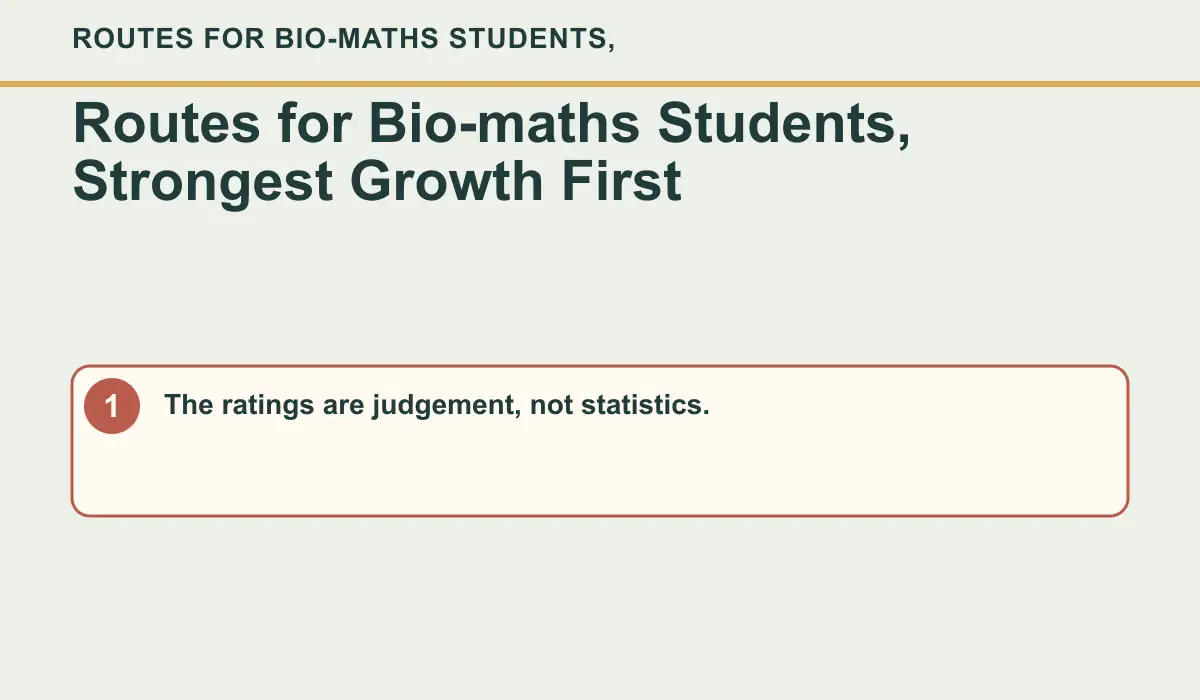 ROUTES FOR BIO-MATHS STUDENTS,
Routes for Bio-maths Students,
Strongest Growth First
1 The ratings are judgement, not statistics.